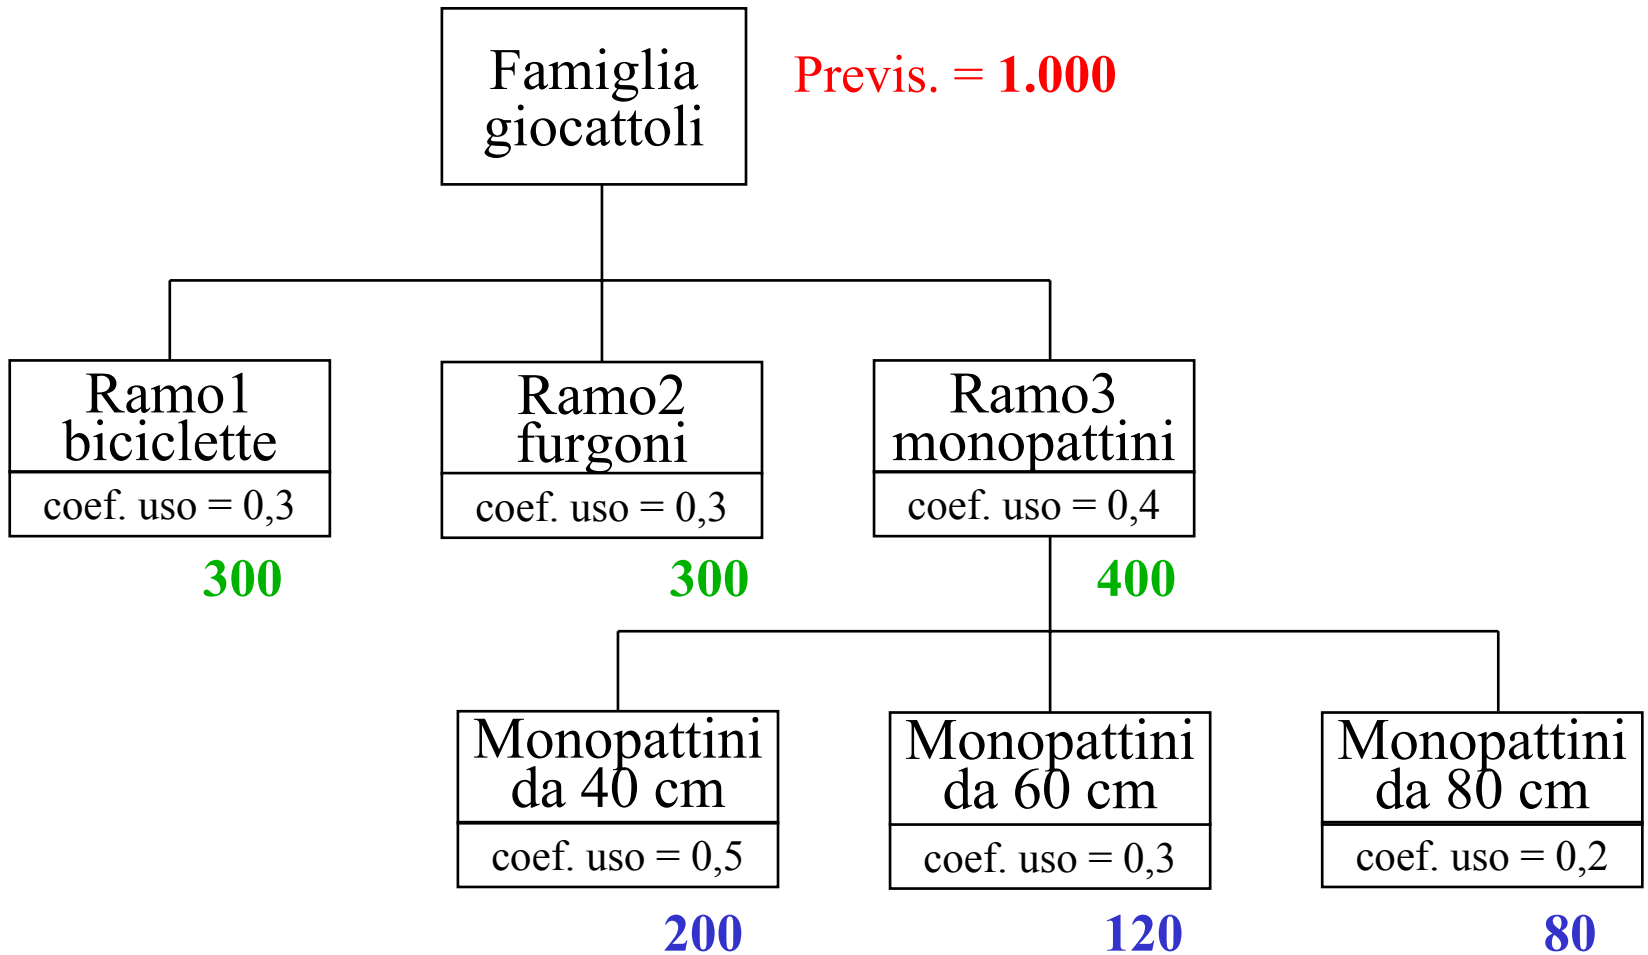 Famiglia
giocattoli
Previs. = 1.000
Ramo1
biciclette
coef. uso = 0,3
300
Ramo2
furgoni
coef. uso = 0,3
300
Ramo3
monopattini
coef. uso = 0,4
400
Monopattini
da 40 cm
coef. uso = 0,5
200
Monopattini
da 60 cm
coef. uso = 0,3
120
Monopattini
da 80 cm
coef. uso = 0,2
80